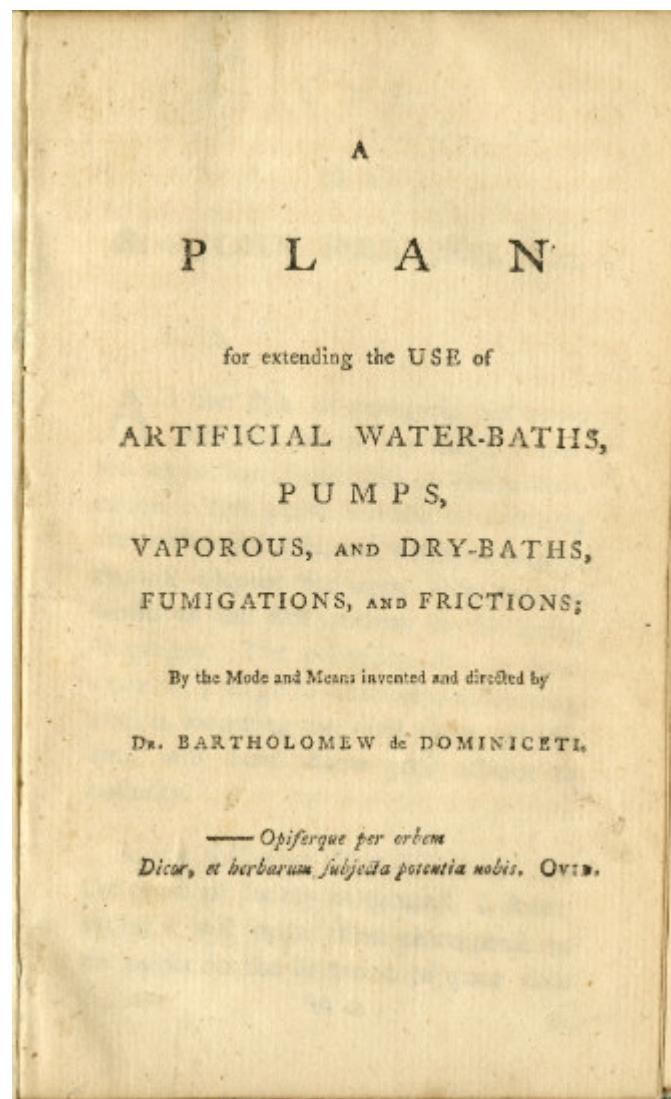 A
PLAN
for extending the USE of
ARTIFICIAL WATER-BATHS,
PUMPS,
VAPOROUS, AND DRY-BATHS,
FUMIGATIONS, AND FRICTIONS;
By the Mode and Means invented and directed by
DR. BARTHOLOMEW de DOMINICETI.
—— Opiferque per orbem
Dicor, et herbarum ſubjecta potentia nobis. OVID.